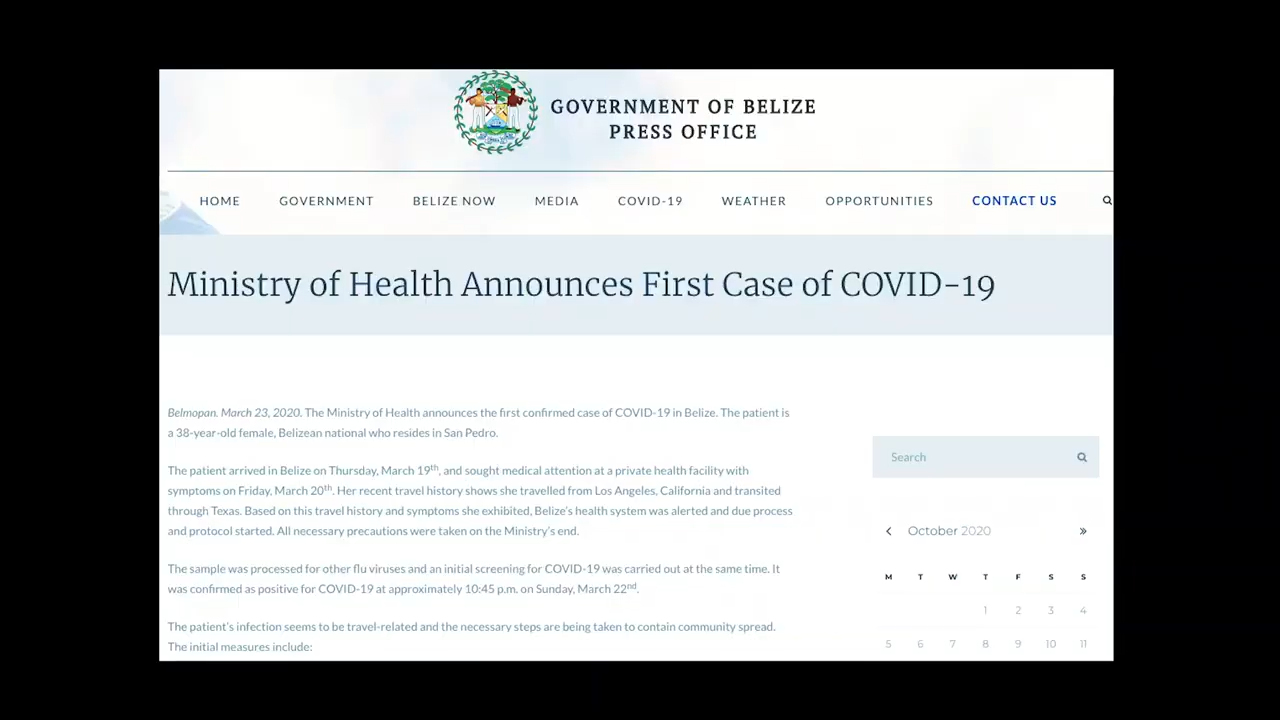 GOVERNMENT OF BELIZE
PRESS OFFICE
HOME GOVERNMENT BELIZE NOW MEDIA COVID-19 WEATHER OPPORTUNITIES CONTACT US
Ministry of Health Announces First Case of COVID-19
Belmopan. March 23, 2020. The Ministry of Health announces the first confirmed case of COVID-19 in Belize. The patient is
a 38-year-old female, Belizean national who resides in San Pedro.
The patient arrived in Belize on Thursday, March 19th, and sought medical attention at a private health facility with
symptoms on Friday, March 20th. Her recent travel history shows she travelled from Los Angeles, California and transited
through Texas. Based on this travel history and symptoms she exhibited, Belize's health system was alerted and due process
and protocol started. All necessary precautions were taken on the Ministry's end.
The sample was processed for other flu viruses and an initial screening for COVID-19 was carried out at the same time. It
was confirmed as positive for COVID-19 at approximately 10:45 p.m. on Sunday, March 22nd.
The patient's infection seems to be travel-related and the necessary steps are being taken to contain community spread.
The initial measures include:
Search
October 2020
M T W T F S S
1 2 3 4
5 6 7 8 9 10 11